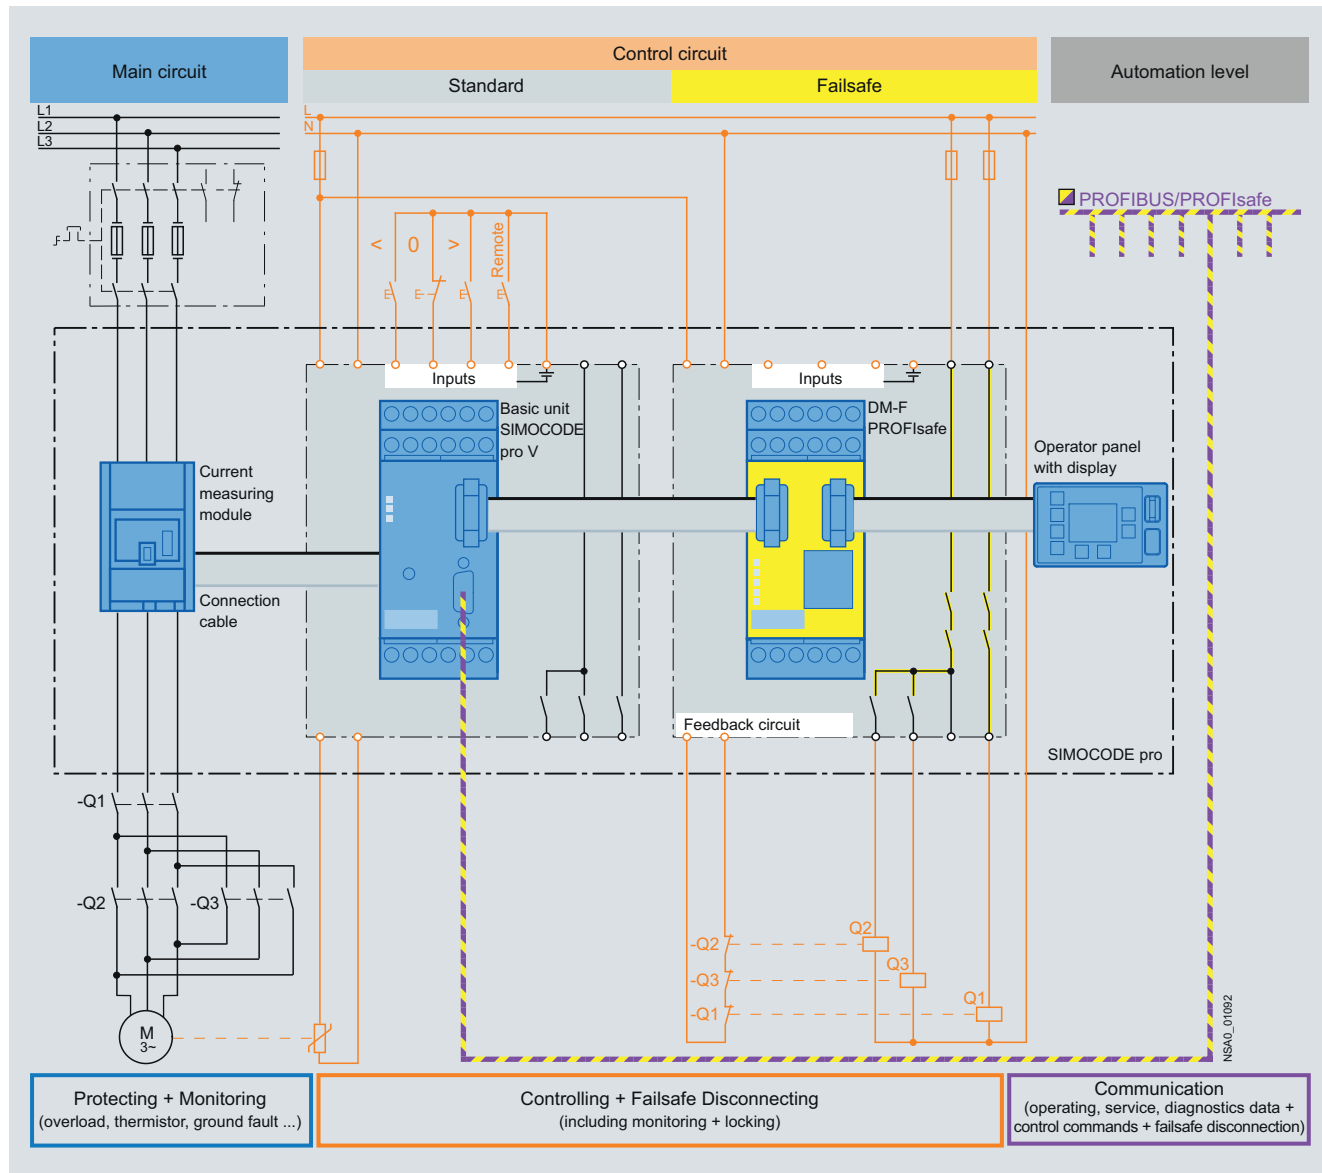 Main circuit
Control circuit
Standard
Failsafe
Automation level
L1
L2
L3
L
N
PROFIBUS/PROFIsafe
<
0
>
Remote
Inputs
Inputs
Basic unit
SIMOCODE
pro V
DM-F
PROFIsafe
Operator panel
with display
Current
measuring
module
Connection
cable
Feedback circuit
SIMOCODE pro
-Q1
-Q2
-Q3
Q2
-Q2
Q3
-Q3
Q1
-Q1
M
3~
NSA0_01092
Protecting + Monitoring
(overload, thermistor, ground fault ...)
Controlling + Failsafe Disconnecting
(including monitoring + locking)
Communication
(operating, service, diagnostics data +
control commands + failsafe disconnection)